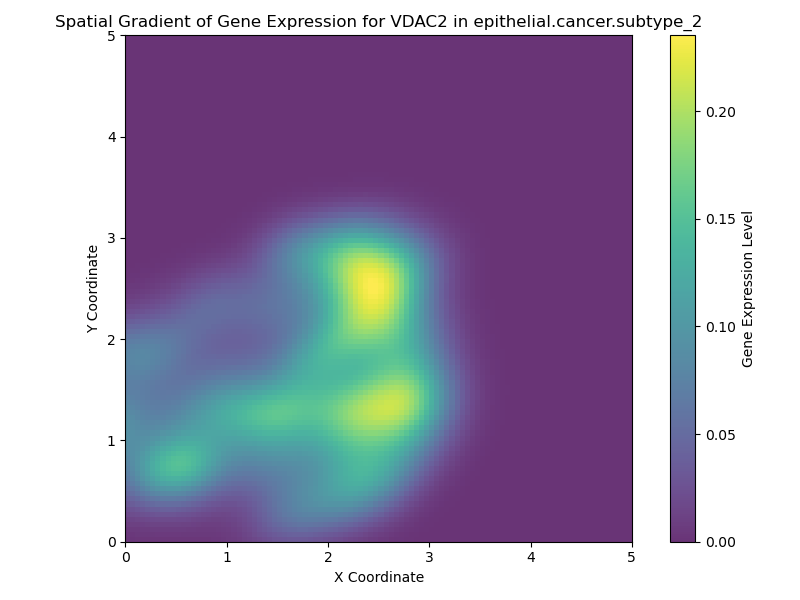 Spatial Gradient of Gene Expression for VDAC2 in epithelial.cancer.subtype_2
5
4
3
2
1
0
Y Coordinate
0 1 2 3 4 5
X Coordinate
0.20
0.15
0.10
0.05
0.00
Gene Expression Level